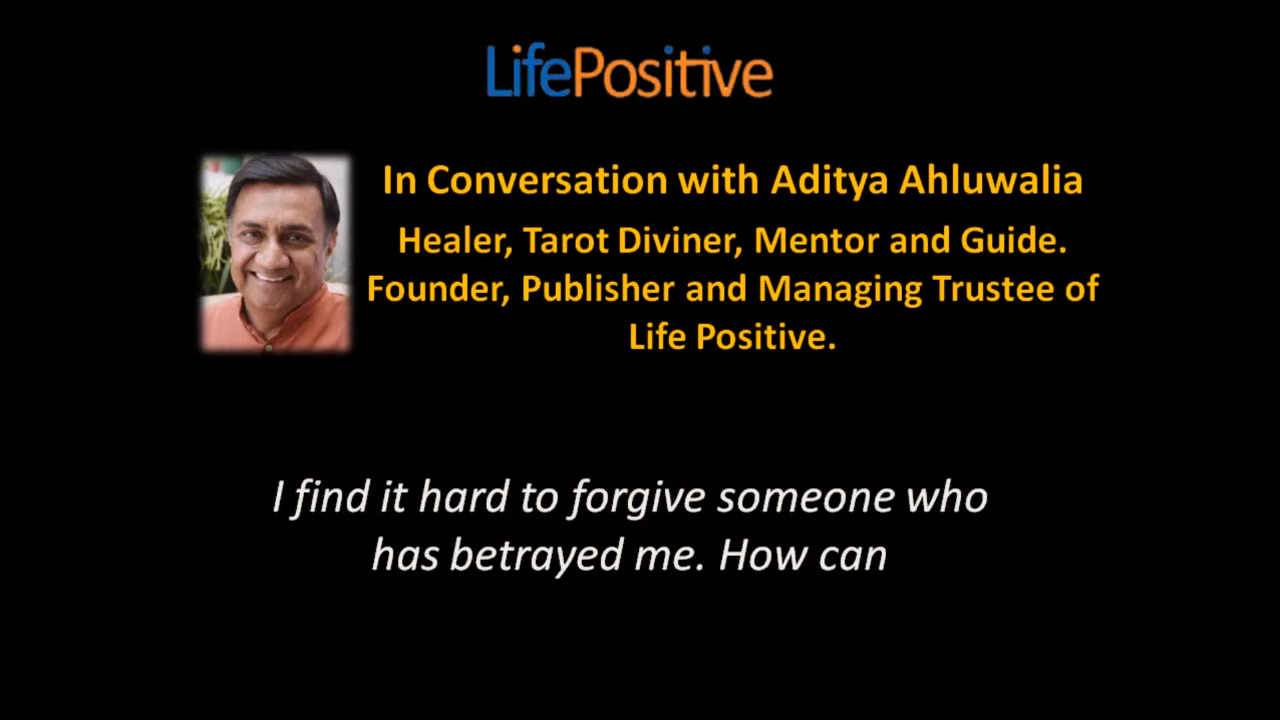 LifePositive
In Conversation with Aditya Ahluwalia
Healer, Tarot Diviner, Mentor and Guide.
Founder, Publisher and Managing Trustee of
Life Positive.
I find it hard to forgive someone who
has betrayed me. How can